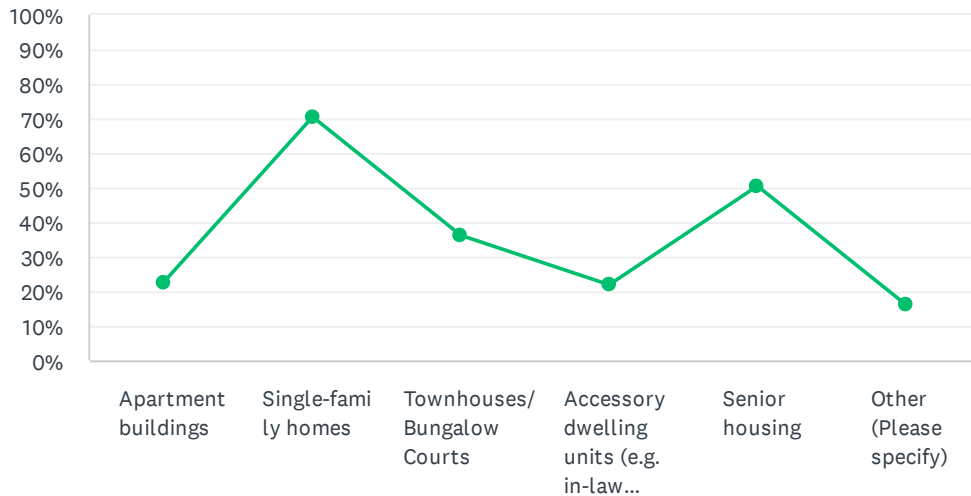 100%
90%
80%
70%
60%
50%
40%
30%
20%
10%
0%
Apartment
buildings
Single-fami
ly homes
Townhouses/
Bungalow
Courts
Accessory
dwelling
units (e.g.
in-law...
Senior
housing
Other
(Please
specify)